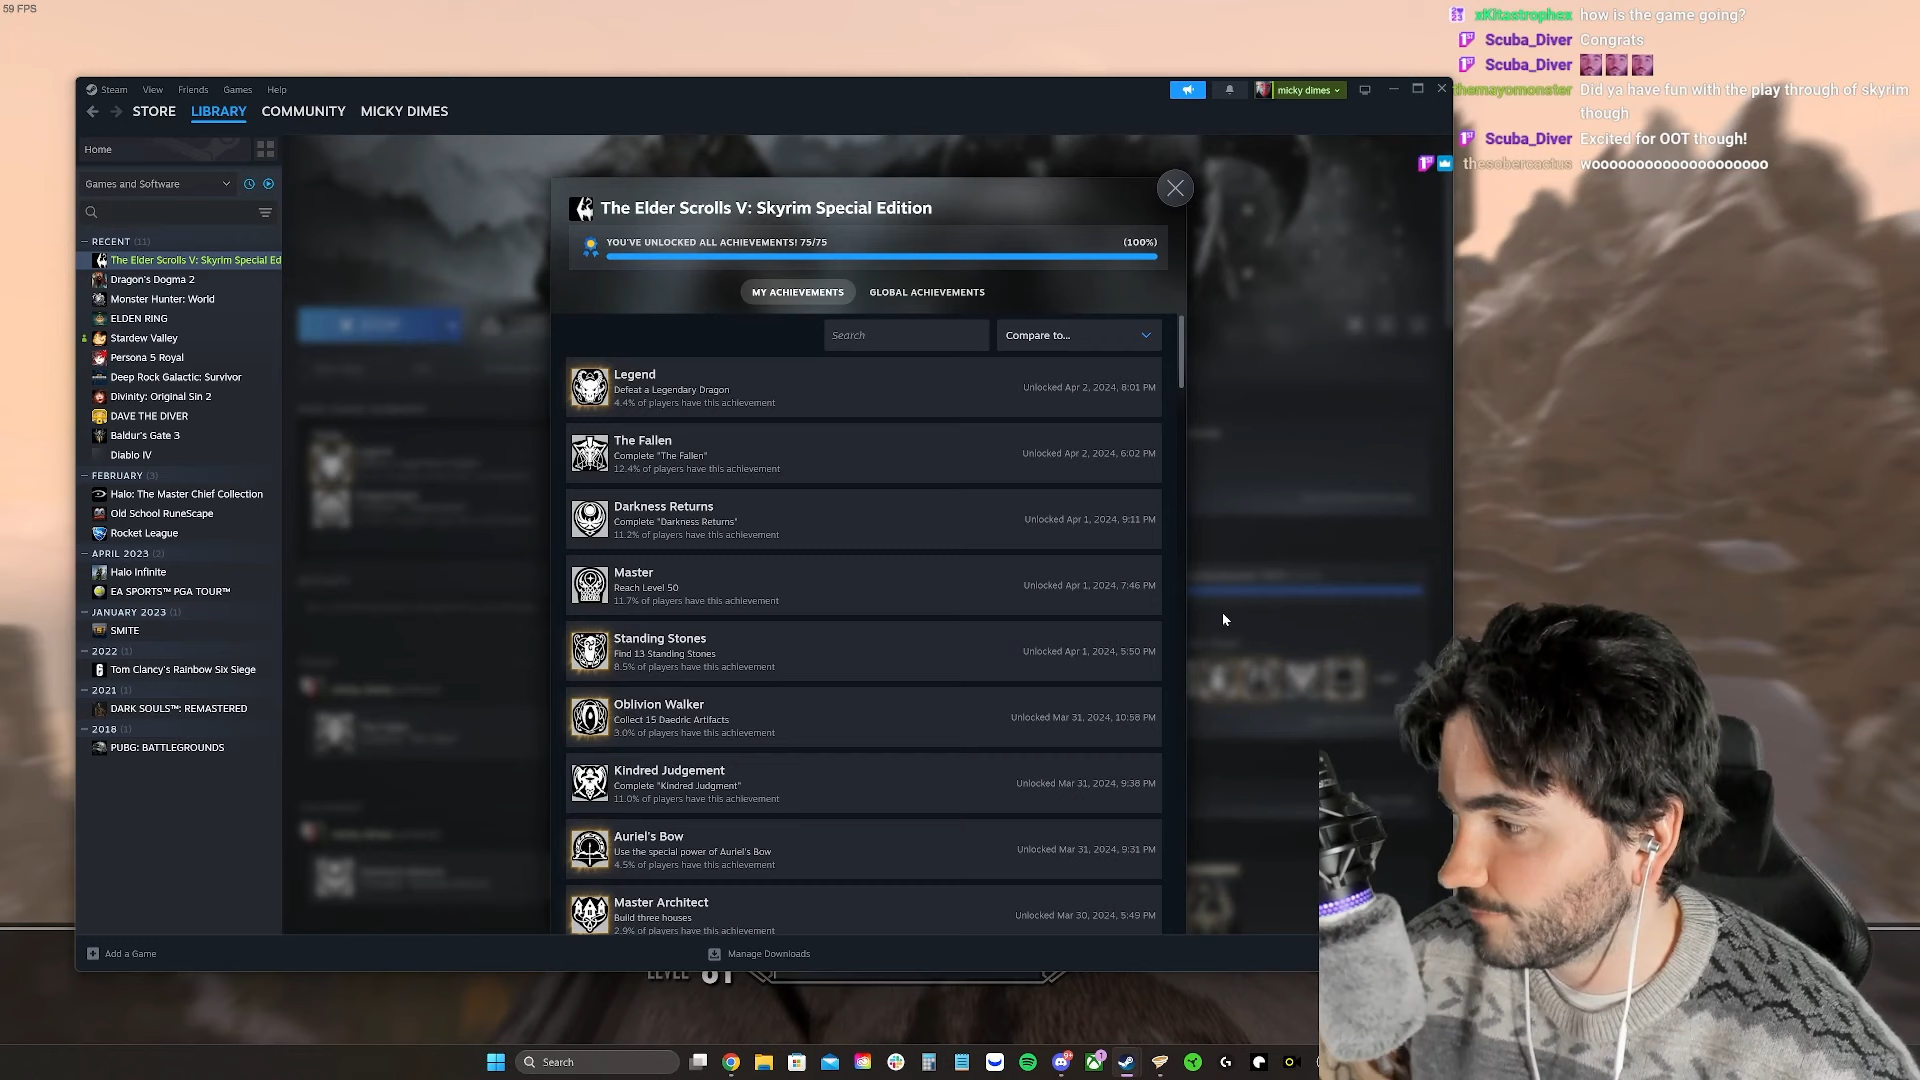 59 FPS
xKitastrophex how is the game going?
Scuba_Diver Congrats
Scuba_Diver
themayomonster Did ya have fun with the play through of skyrim
though
Scuba_Diver Excited for OOT though!
thesobercactus woooooooooooooooooooo
Steam View Friends Games Help
micky dimes
STORE LIBRARY COMMUNITY MICKY DIMES
Home
Games and Software
RECENT (11)
The Elder Scrolls V: Skyrim Special Ed
Dragon's Dogma 2
Monster Hunter: World
ELDEN RING
Stardew Valley
Persona 5 Royal
Deep Rock Galactic: Survivor
Divinity: Original Sin 2
DAVE THE DIVER
Baldur's Gate 3
Diablo IV
FEBRUARY (3)
Halo: The Master Chief Collection
Old School RuneScape
Rocket League
APRIL 2023 (2)
Halo Infinite
EA SPORTS™ PGA TOUR™
JANUARY 2023 (1)
SMITE
2022 (1)
Tom Clancy's Rainbow Six Siege
2021 (1)
DARK SOULS™: REMASTERED
2018 (1)
PUBG: BATTLEGROUNDS
The Elder Scrolls V: Skyrim Special Edition
YOU'VE UNLOCKED ALL ACHIEVEMENTS! 75/75 (100%)
MY ACHIEVEMENTS GLOBAL ACHIEVEMENTS
Search Compare to...
Legend
Defeat a Legendary Dragon
4.4% of players have this achievement
Unlocked Apr 2, 2024, 8:01 PM
The Fallen
Complete "The Fallen"
12.4% of players have this achievement
Unlocked Apr 2, 2024, 6:02 PM
Darkness Returns
Complete "Darkness Returns"
11.2% of players have this achievement
Unlocked Apr 1, 2024, 9:11 PM
Master
Reach Level 50
11.7% of players have this achievement
Unlocked Apr 1, 2024, 7:46 PM
Standing Stones
Find 13 Standing Stones
8.5% of players have this achievement
Unlocked Apr 1, 2024, 5:50 PM
Oblivion Walker
Collect 15 Daedric Artifacts
3.0% of players have this achievement
Unlocked Mar 31, 2024, 10:58 PM
Kindred Judgement
Complete "Kindred Judgment"
11.0% of players have this achievement
Unlocked Mar 31, 2024, 9:38 PM
Auriel's Bow
Use the special power of Auriel's Bow
4.5% of players have this achievement
Unlocked Mar 31, 2024, 9:31 PM
Master Architect
Build three houses
2.9% of players have this achievement
Unlocked Mar 30, 2024, 5:49 PM
Add a Game
Manage Downloads
LEVEL 81
Search